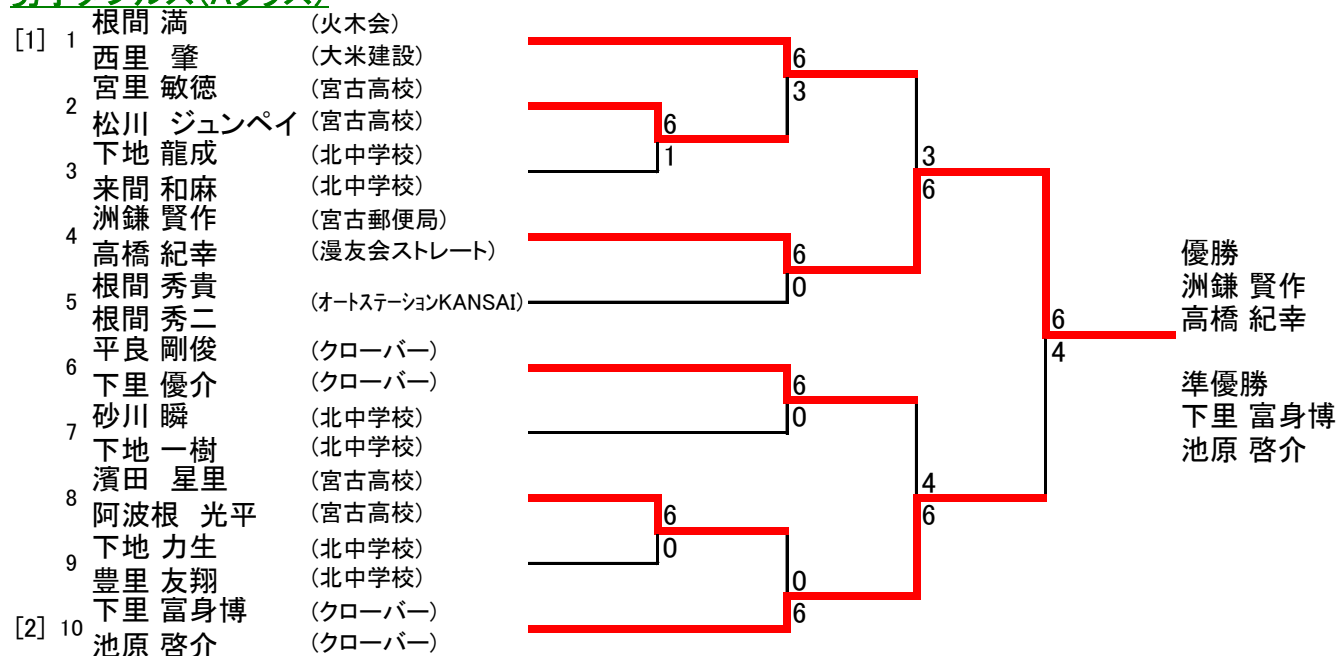 男子ダブルス(Aクラス)
[1] 1 根間 満 (火木会)
西里 肇 (大米建設)
2 宮里 敏徳 (宮古高校)
松川 ジュンペイ (宮古高校)
3 下地 龍成 (北中学校)
来間 和麻 (北中学校)
4 洲鎌 賢作 (宮古郵便局)
高橋 紀幸 (漫友会ストレート)
5 根間 秀貴 (オートステーションKANSAI)
根間 秀二
6 平良 剛俊 (クローバー)
下里 優介 (クローバー)
7 砂川 瞬 (北中学校)
下地 一樹 (北中学校)
8 濱田 星里 (宮古高校)
阿波根 光平 (宮古高校)
9 下地 力生 (北中学校)
豊里 友翔 (北中学校)
[2] 10 下里 富身博 (クローバー)
池原 啓介 (クローバー)
6
1
6
0
6
3
6
0
6
0
0
6
3
6
4
6
6
4
優勝
洲鎌 賢作
高橋 紀幸
準優勝
下里 富身博
池原 啓介